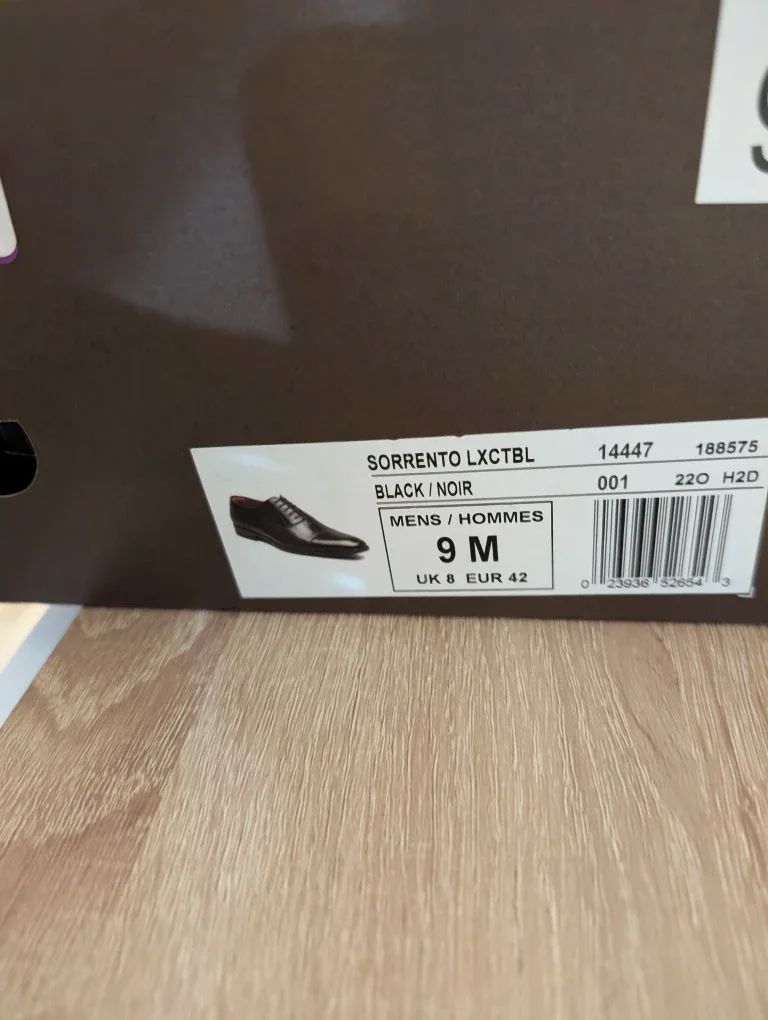 SORRENTO LXCTBL 14447 188575
BLACK / NOIR 001 22O H2D
MENS / HOMMES
9 M
UK 8 EUR 42
0 23936 52654 3